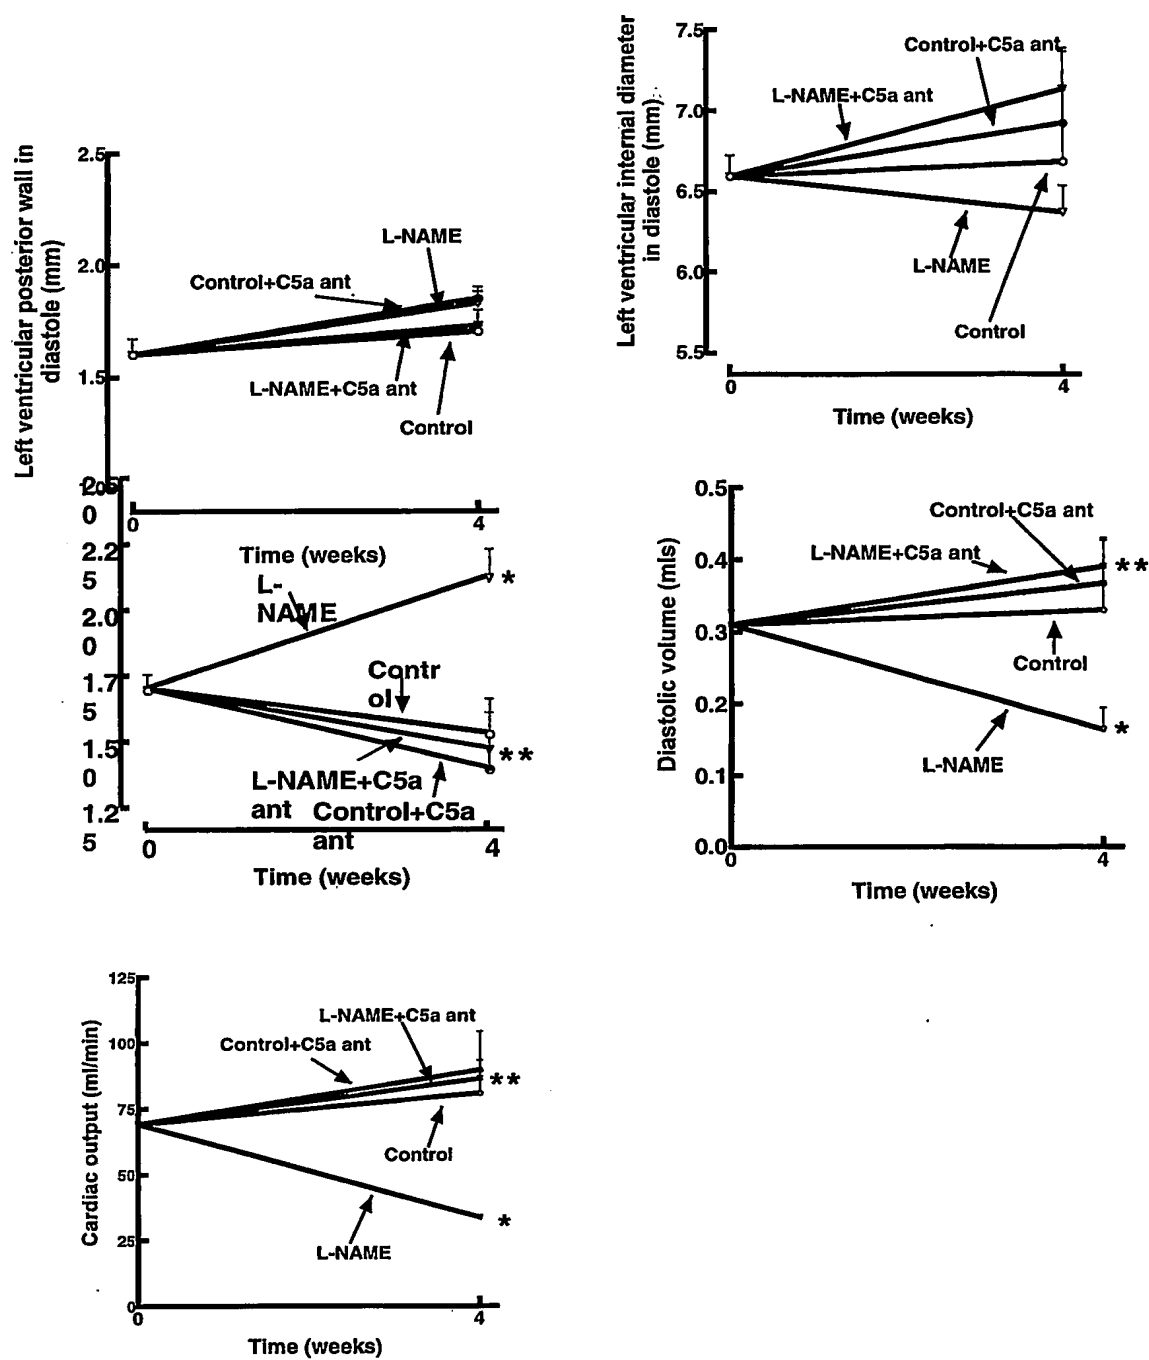 Left ventricular posterior wall in
diastole (mm)
2.5
2.0
1.5
L-NAME
Control+C5a ant
L-NAME+C5a ant
Control
0
4
Time (weeks)
Left ventricular internal diameter
in diastole (mm)
7.5
7.0
6.5
6.0
5.5
Control+C5a ant
L-NAME+C5a ant
L-NAME
Control
0
4
Time (weeks)
2.5
0
2.2
5
2.0
0
1.7
5
1.5
0
1.2
5
L-
NAME
*
Contr
ol
**
L-NAME+C5a
ant
Control+C5a
ant
0
4
Time (weeks)
Diastolic volume (mls)
0.5
0.4
0.3
0.2
0.1
0.0
Control+C5a ant
L-NAME+C5a ant
**
Control
*
L-NAME
0
4
Time (weeks)
Cardiac output (ml/min)
125
100
75
50
25
0
L-NAME+C5a ant
Control+C5a ant
**
Control
*
L-NAME
0
4
Time (weeks)